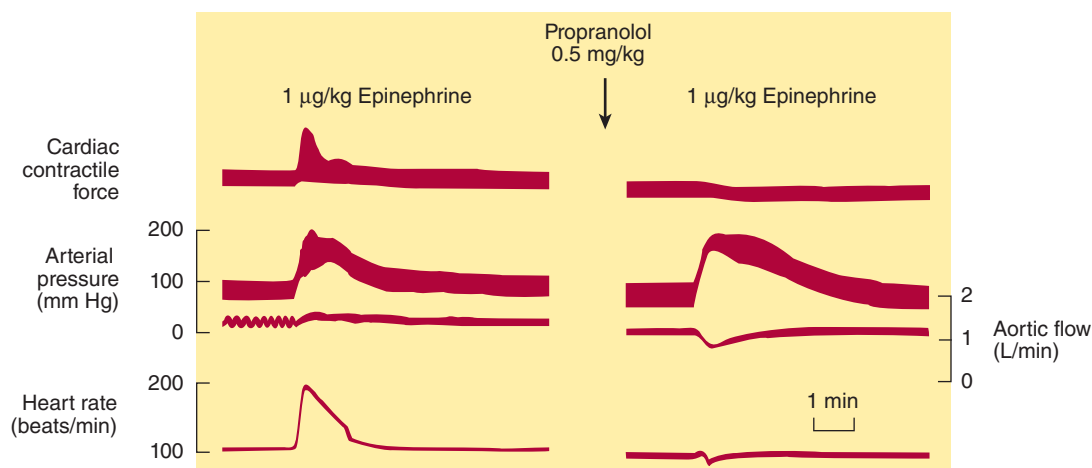 Propranolol
0.5 mg/kg
1 μg/kg Epinephrine
1 μg/kg Epinephrine
Cardiac
contractile
force
200
Arterial
pressure
(mm Hg)
100
0
2
1
0
Aortic flow
(L/min)
200
Heart rate
(beats/min)
100
1 min